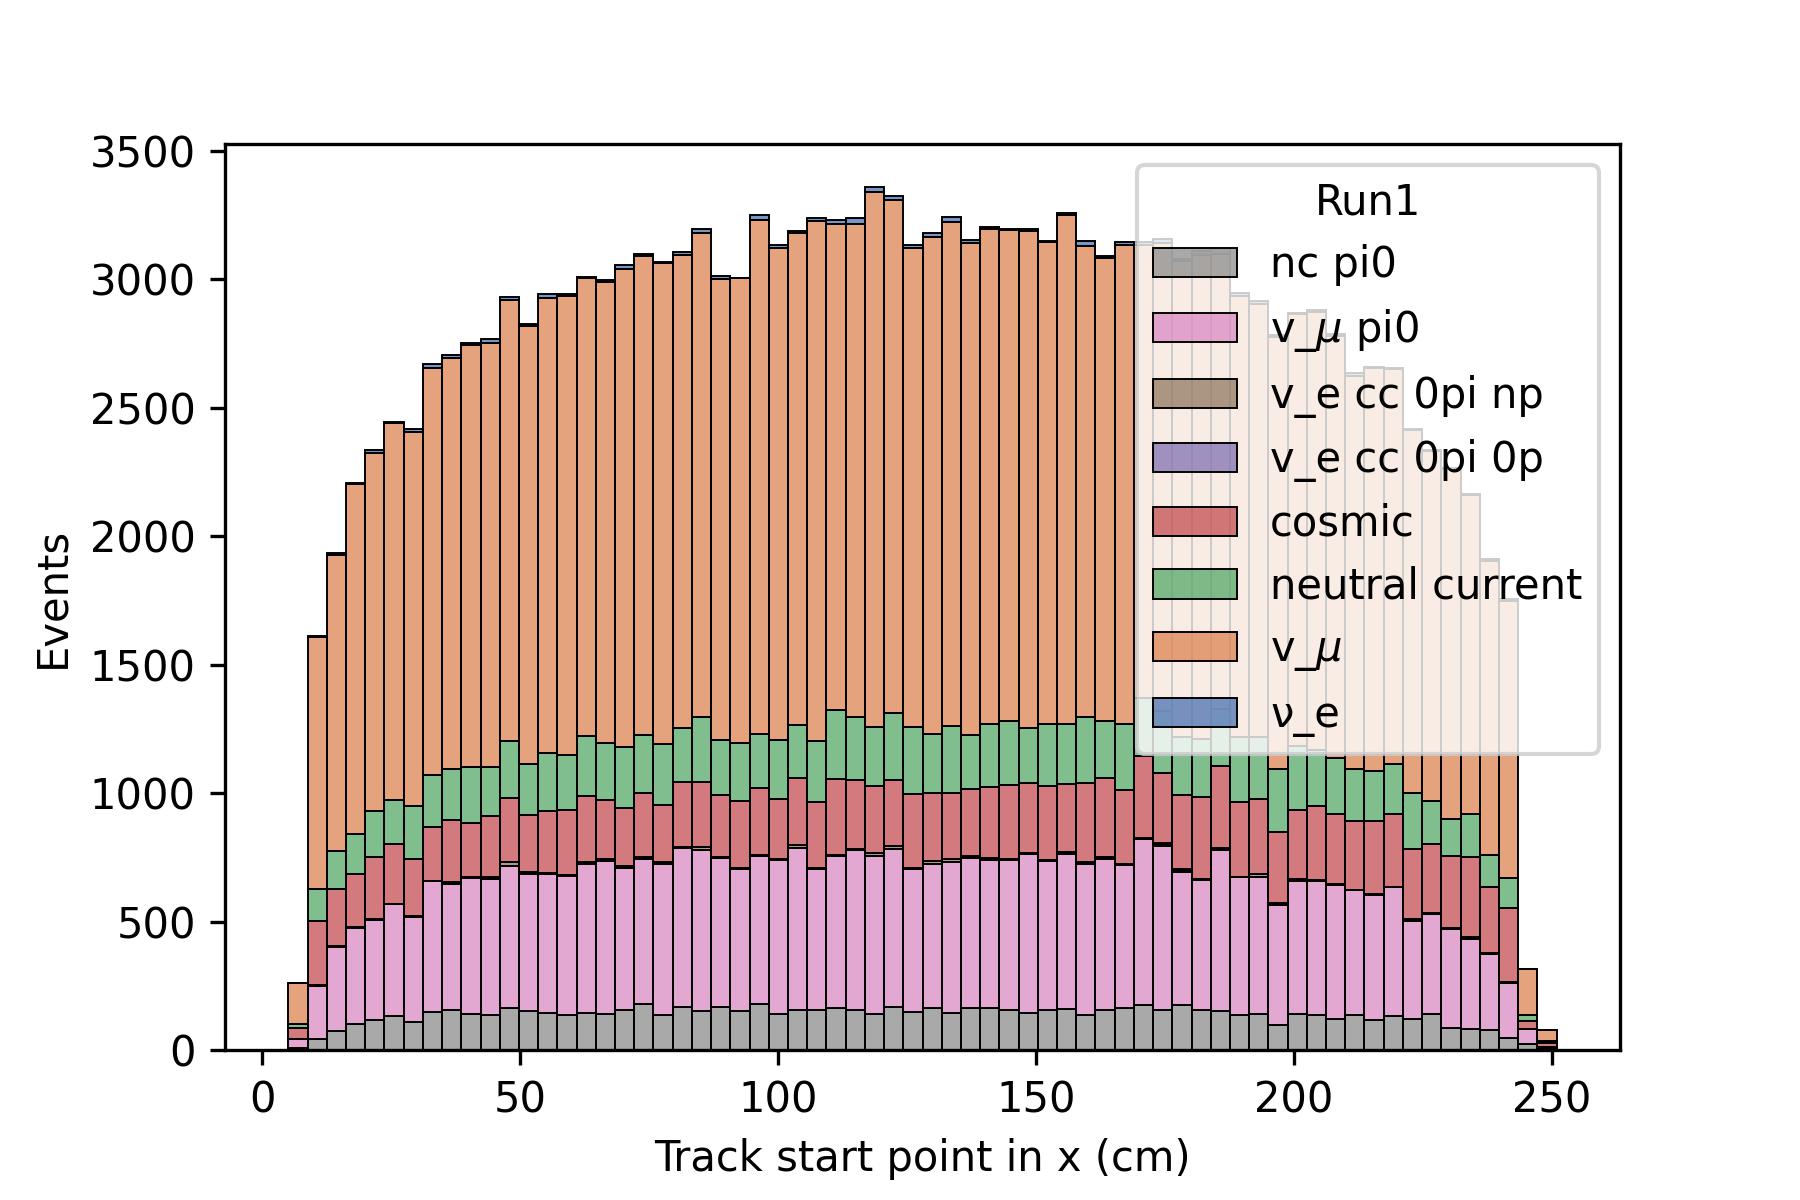 3500
3000
2500
2000
1500
1000
500
0
Events
0 50 100 150 200 250
Track start point in x (cm)
Run1
nc pi0
v_μ pi0
v_e cc 0pi np
v_e cc 0pi 0p
cosmic
neutral current
v_μ
ν_e